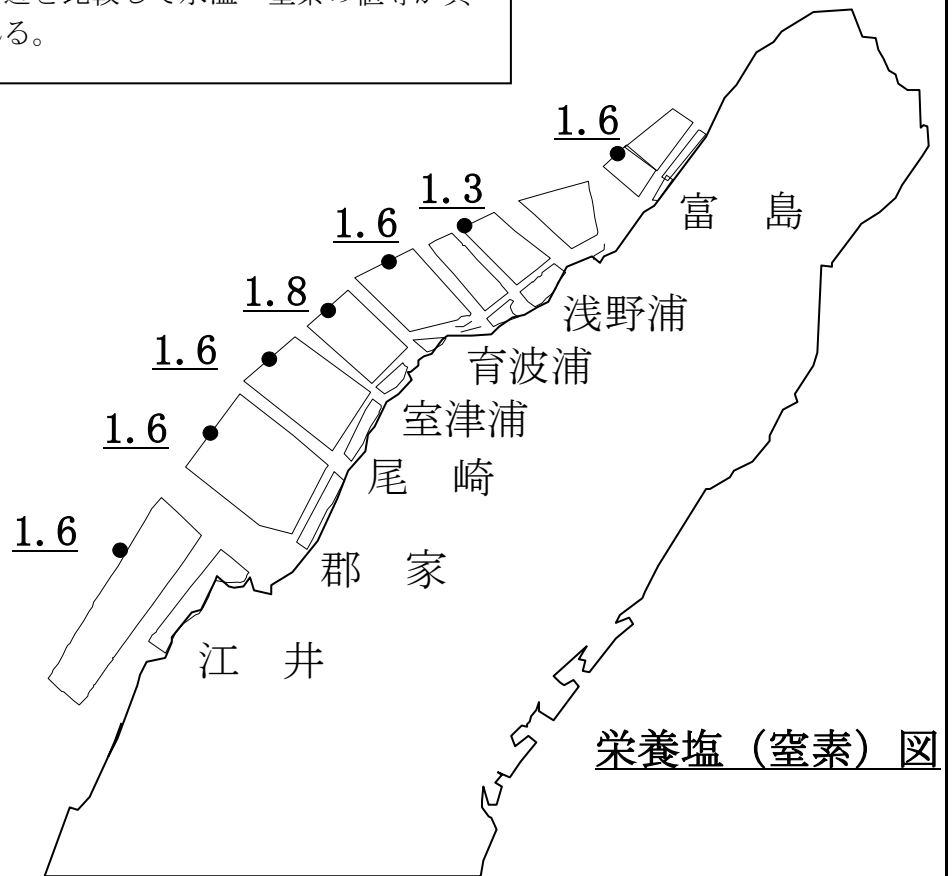 る。
1.6
1.3
1.6
1.8
1.6
1.6
1.6
富 島
浅野浦
育波浦
室津浦
尾 崎
郡 家
江 井
栄養塩（窒素）図